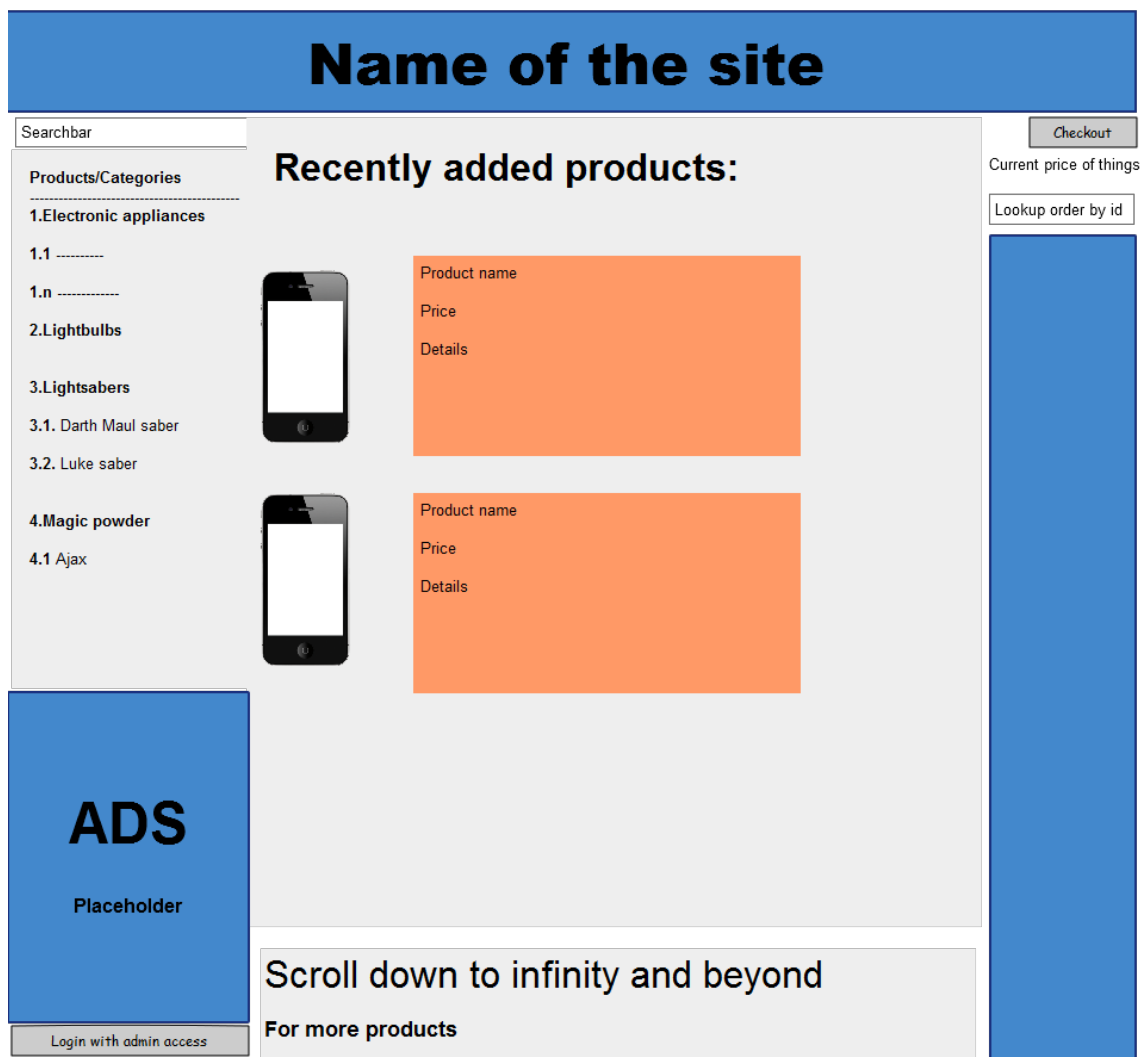 Name of the site
Searchbar
Products/Categories
---------------------------------------------
1.Electronic appliances
1.1 ----------
1.n -------------
2.Lightbulbs
3.Lightsabers
3.1. Darth Maul saber
3.2. Luke saber
4.Magic powder
4.1 Ajax
ADS
Placeholder
Login with admin access
Recently added products:
Product name
Price
Details
Product name
Price
Details
Scroll down to infinity and beyond
For more products
Checkout
Current price of things
Lookup order by id